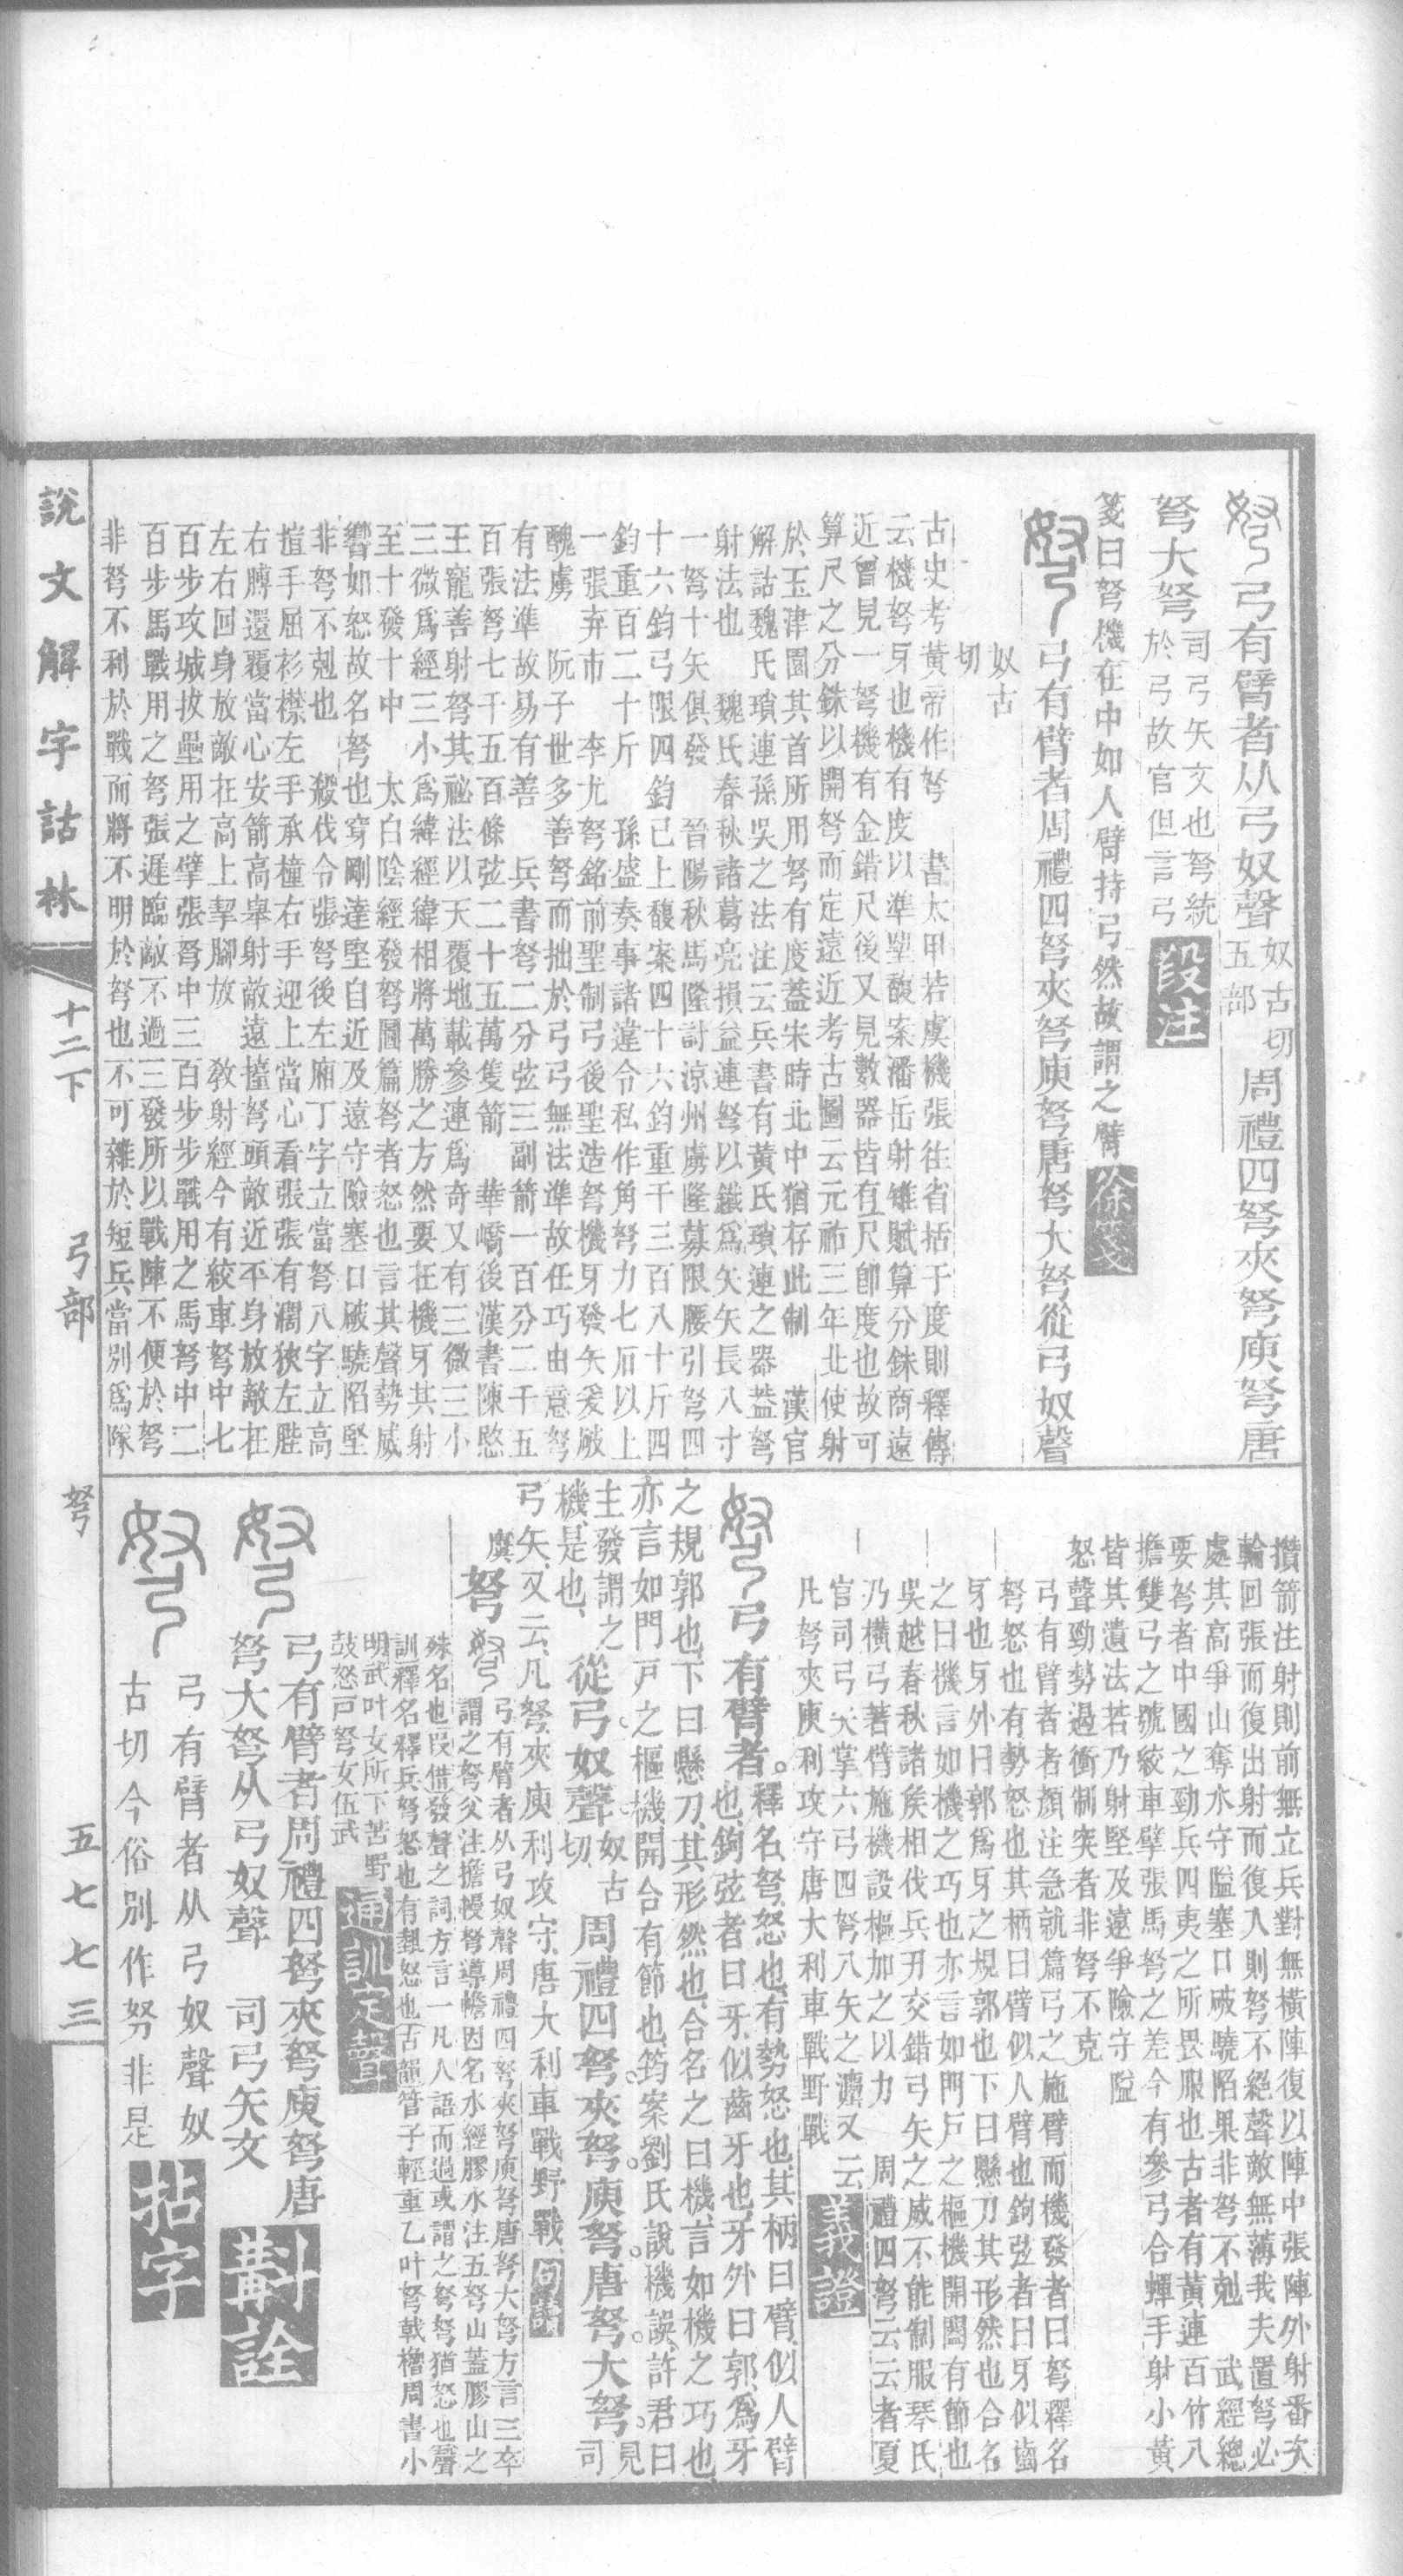 弩弓有臂者从弓奴聲奴古切五部周禮四弩夾弩庾弩唐
弩大弩司弓矢文也弩統於弓故官但言弓段注
箋曰弩機在中如人臂持弓然故謂之臂徐箋
弩弓有臂者周禮四弩夾弩庾弩唐弩大弩從弓奴聲
奴古
切
古史考黃帝作弩 書太甲若虞機張往省括于度則釋傳
云機弩牙也機有度以準望馥案潘岳射雉賦算分銖商遠
近曾見一弩機有金錯尺後又見數器皆有尺卽度也故可
算尺之分銖以開弩而定遠近考古圖云元祐三年北使射
於玉津園其首所用弩有度蓋宋時北中猶存此制 漢官
解詁魏氏瑣連孫吳之法注云兵書有黃氏瑣連之器蓋弩
射法也 魏氏春秋諸葛亮損益連弩以鐵爲矢矢長八寸
一弩十矢俱發 晉陽秋馬隆討涼州虜隆募限腰引弩四
十六鈞弓限四鈞已上馥案四十六鈞重千三百八十斤四
鈞重百二十斤 孫盛奏事諸違令私作角弩力七石以上
一張弃市 李尤弩銘前聖制弓後聖造弩機牙發矢爰破
醜虜 阮子世多善弩而拙於弓弓無法準故任巧由意弩
有法準故易有善 兵書弩二分弦三副箭一百分二千五
百張弩七千五百條弦二十五萬隻箭 華嶠後漢書陳愍
王寵善射弩其祕法以天覆地載參連爲奇又有三微三小
三微爲經三小爲緯經緯相將萬勝之方然要在機牙其射
至十發十中 太白陰經發弩圖篇弩者怒也言其聲勢威
響如怒故名弩也穿剛達堅自近及遠守險塞口破驍陷堅
非弩不剋也 殺伐令張弩後左廂丁字立當弩八字立高
揎手屈衫襟左手承橦右手迎上當心看張張有濶狹左陛
右膊還覆當心安箭高舉射敵遠擡弩頭敵近平身放敵在
左右回身放敵在高上挈腳放 敎射經今有絞車弩中七
百步攻城拔壘用之擘張弩中三百步步戰用之馬弩中二
百步馬戰用之弩張遲臨敵不過三發所以戰陣不便於弩
非弩不利於戰而將不明於弩也不可雜於短兵當別爲隊
攢箭注射則前無立兵對無橫陣復以陣中張陣外射番次
輪回張而復出射而復入則弩不絕聲敵無薄我夫置弩必
處其高爭山奪水守隘塞口破驍陷果非弩不剋 武經總
要弩者中國之勁兵四夷之所畏服也古者有黃連百竹八
擔雙弓之號絞車擘張馬弩之差今有參弓合蟬手射小黃
皆其遺法若乃射堅及遠爭險守隘
怒聲勁勢遏衝制突者非弩不克
弓有臂者者顏注急就篇弓之施臂而機發者曰弩釋名
弩怒也有勢怒也其柄曰臂似人臂也鉤弦者曰牙似齒
牙也牙外曰郭爲牙之規郭也下曰懸刀其形然也合名
之曰機言如機之巧也亦言如門戶之樞機開闔有節也
吳越春秋諸矦相伐兵刃交錯弓矢之威不能制服琴氏
乃橫弓著臂施機設樞加之以力 周禮四弩云云者夏
官司弓矢掌六弓四弩八矢之灋又云
凡弩夾庾利攻守唐大利車戰野戰義證
弩弓有臂者。釋名弩、怒也、有勢怒也、其柄曰臂、似人臂
也、鉤弦者曰牙、似齒牙也、牙外曰郭、爲牙
之規郭也、下曰懸刀、其形然也、合名之曰機、言如機之巧也、
亦言如門戸之樞機開合有節也、筠案劉氏說機誤、許君曰
主發謂之機、是也、從弓。奴聲。奴古切、周禮四弩。夾弩。庾弩。唐弩。大弩。見司
弓矢、又云、凡弩、夾庾利攻守、唐大利車戰野戰、句讀
虞弩弩弓有臂者从弓奴聲周禮四弩夾弩庾弩唐弩大弩方言三卒
謂之弩父注擔幔弩導幨因名水經膠水注五弩山蓋膠山之
殊名也叚借發聲之詞方言一凡人語而過或謂之弩弩猶怒也聲
訓釋名釋兵弩怒也有埶怒也古韻管子輕重乙叶弩戟櫓周書小
明武叶女所下苦野
鼓怒戸弩女伍武通訓定聲
弩弓有臂者周禮四弩夾弩庾弩唐
弩大弩从弓奴聲 司弓矢文斠詮
弩弓有臂者从弓奴聲奴
古切今俗別作努非是拈字
說文解字詁林 十二下 弓部 弩 五七七三